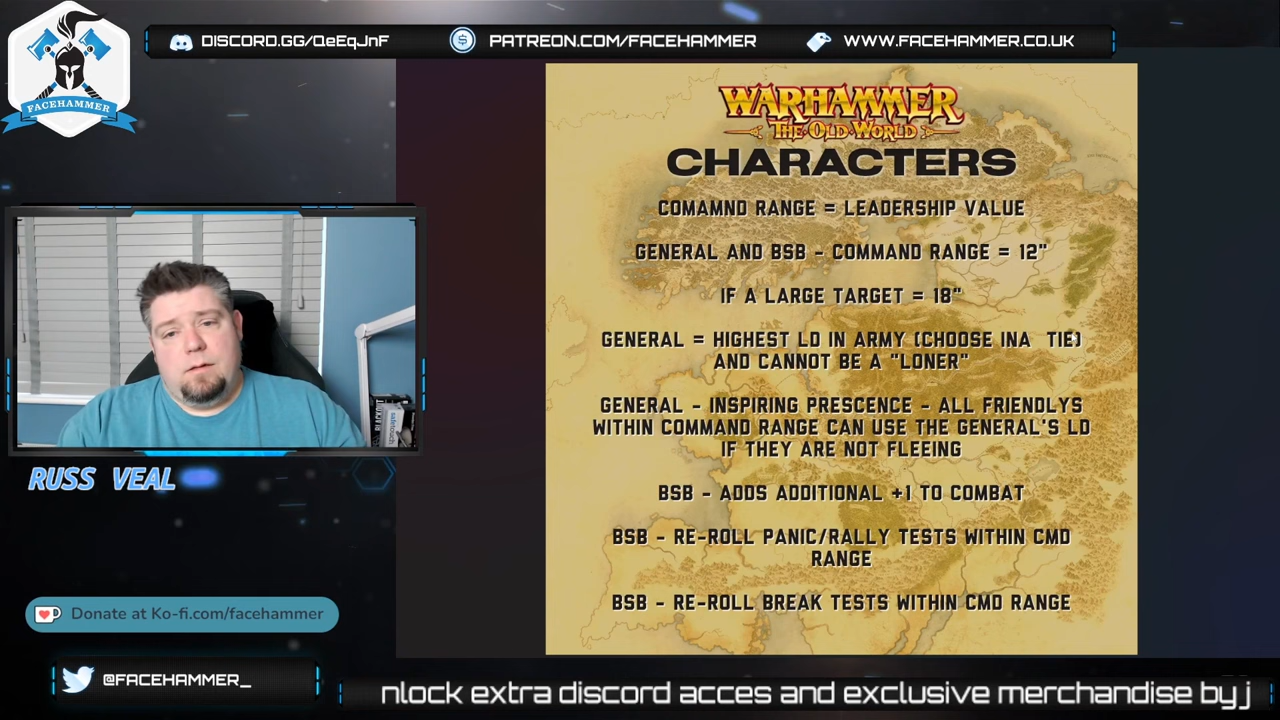 DISCORD.GG/QeEqJnF
PATREON.COM/FACEHAMMER
WWW.FACEHAMMER.CO.UK
FACEHAMMER
WARHAMMER
THE OLD WORLD
CHARACTERS
COMAMND RANGE = LEADERSHIP VALUE
GENERAL AND BSB - COMMAND RANGE = 12"
IF A LARGE TARGET = 18"
GENERAL = HIGHEST LD IN ARMY (CHOOSE INA TIE)
AND CANNOT BE A "LONER"
GENERAL - INSPIRING PRESCENCE - ALL FRIENDLYS
WITHIN COMMAND RANGE CAN USE THE GENERAL'S LD
IF THEY ARE NOT FLEEING
BSB - ADDS ADDITIONAL +1 TO COMBAT
BSB - RE-ROLL PANIC/RALLY TESTS WITHIN CMD
RANGE
BSB - RE-ROLL BREAK TESTS WITHIN CMD RANGE
RUSS VEAL
Donate at Ko-fi.com/facehammer
@FACEHAMMER_
nlock extra discord acces and exclusive merchandise by j